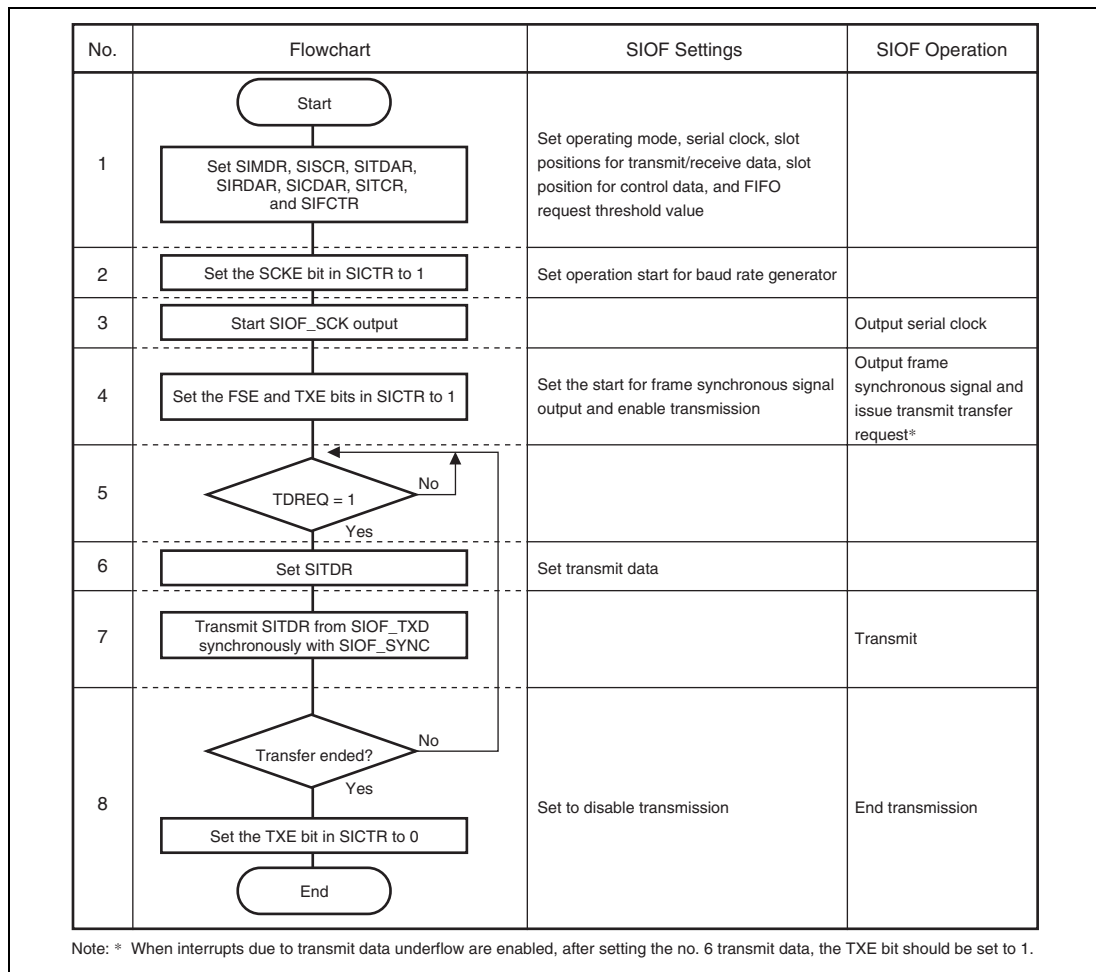 No.
Flowchart
SIOF Settings
SIOF Operation
1
Start
Set SIMDR, SISCR, SITDAR,
SIRDAR, SICDAR, SITCR,
and SIFCTR
Set operating mode, serial clock, slot
positions for transmit/receive data, slot
position for control data, and FIFO
request threshold value
2
Set the SCKE bit in SICTR to 1
Set operation start for baud rate generator
3
Start SIOF_SCK output
Output serial clock
4
Set the FSE and TXE bits in SICTR to 1
Set the start for frame synchronous signal
output and enable transmission
Output frame
synchronous signal and
issue transmit transfer
request*
5
TDREQ = 1
No
Yes
6
Set SITDR
Set transmit data
7
Transmit SITDR from SIOF_TXD
synchronously with SIOF_SYNC
Transmit
8
Transfer ended?
No
Yes
Set the TXE bit in SICTR to 0
End
Set to disable transmission
End transmission
Note: * When interrupts due to transmit data underflow are enabled, after setting the no. 6 transmit data, the TXE bit should be set to 1.